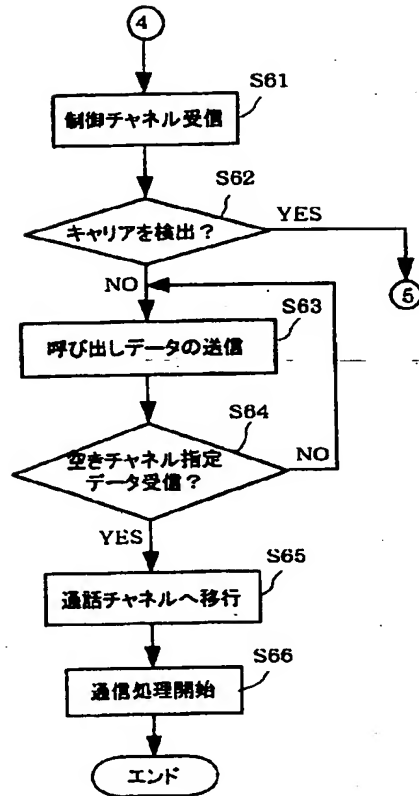 4
S61
制御チャネル受信
S62
キャリアを検出?
YES
NO
5
S63
呼び出しデータの送信
S64
空きチャネル指定
データ受信?
NO
YES
S65
通話チャネルへ移行
S66
通信処理開始
エンド